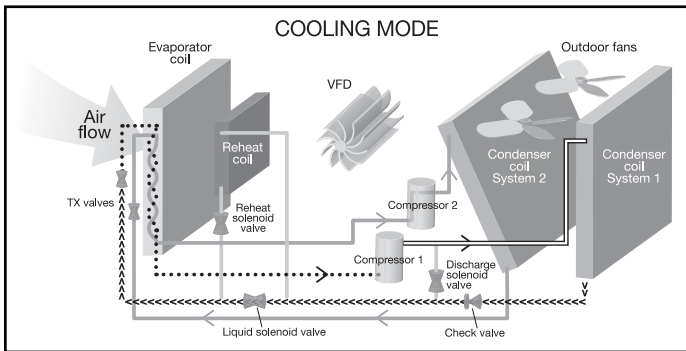 COOLING MODE
Evaporator
coil
Outdoor fans
VFD
Air
flow
Reheat
coil
Condenser
coil
System 2
Condenser
coil
System 1
TX valves
Reheat
solenoid
valve
Compressor 2
Compressor 1
Discharge
solenoid
valve
Liquid solenoid valve
Check valve